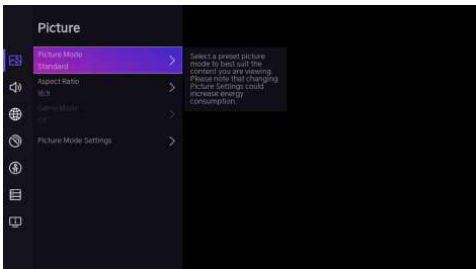 Picture
Picture Mode
Standard
Select a preset picture
mode to best suit the
content you are viewing.
Please note that changing
Picture Settings could
increase energy
consumption.
Aspect Ratio
16:9
Game Mode
Off
Picture Mode Settings